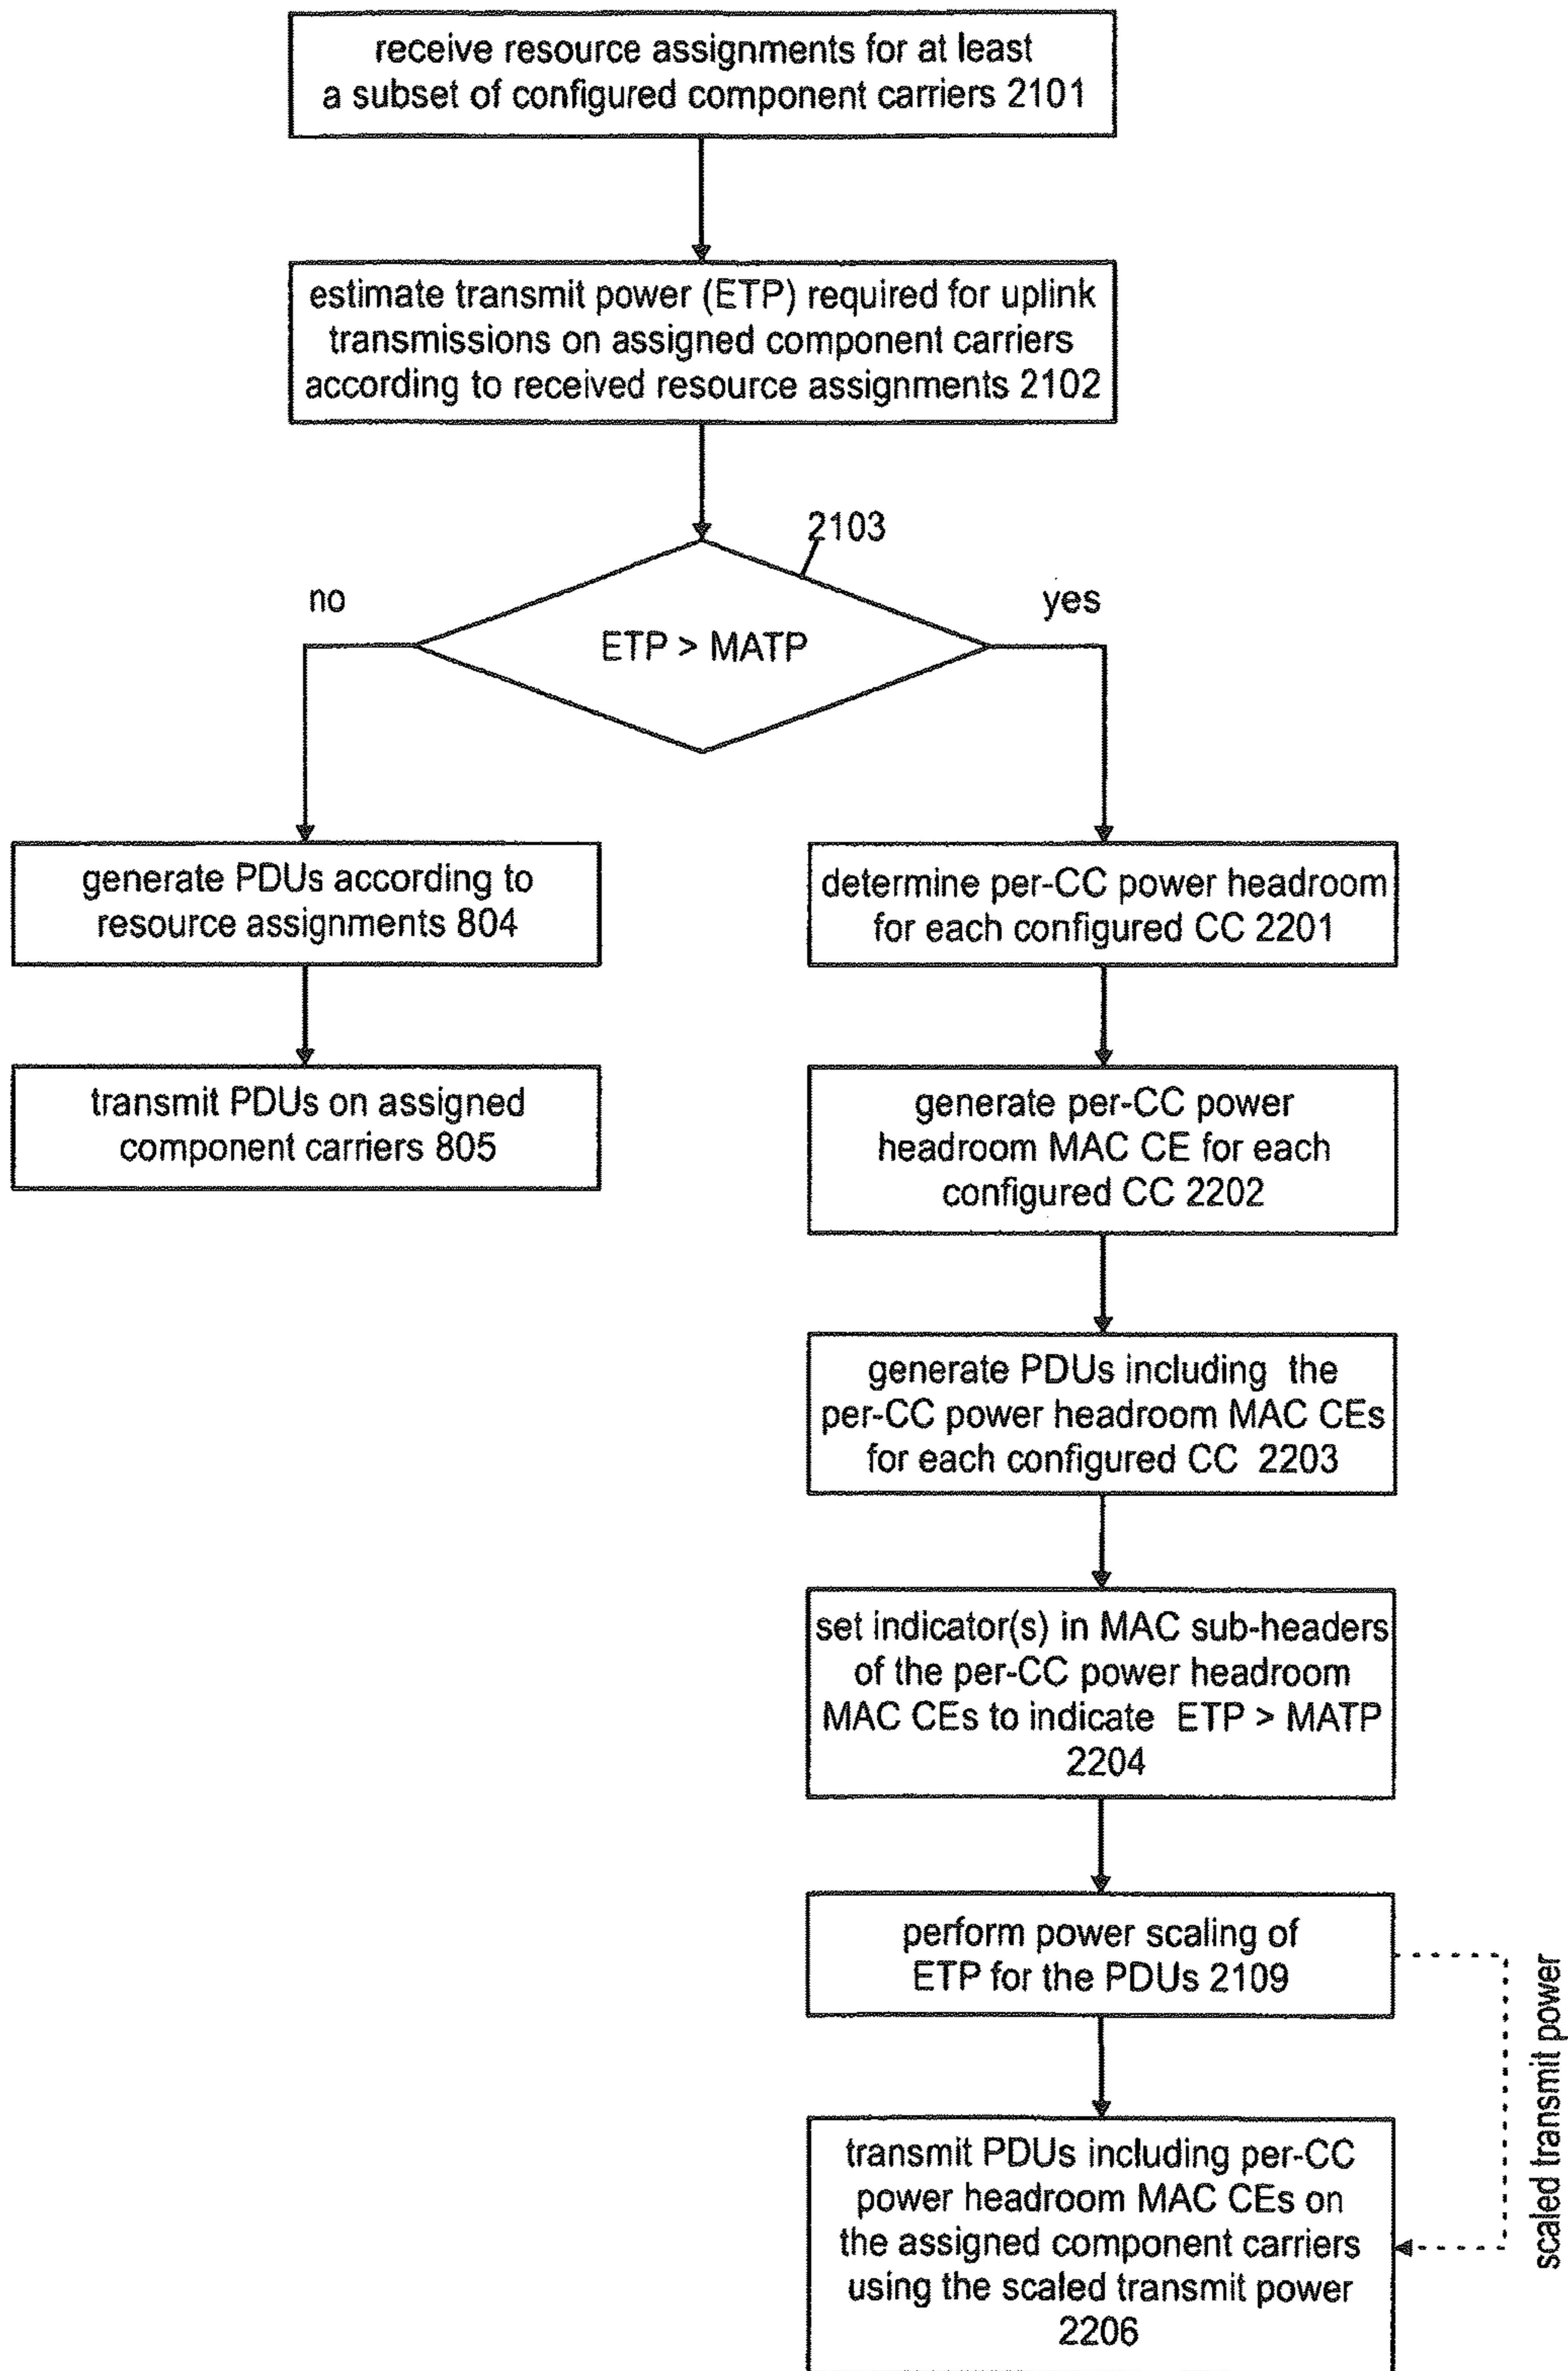 receive resource assignments for at least
a subset of configured component carriers 2101
estimate transmit power (ETP) required for uplink
transmissions on assigned component carriers
according to received resource assignments 2102
2103
no
yes
ETP > MATP
generate PDUs according to
resource assignments 804
transmit PDUs on assigned
component carriers 805
determine per-CC power headroom
for each configured CC 2201
generate per-CC power
headroom MAC CE for each
configured CC 2202
generate PDUs including the
per-CC power headroom MAC CEs
for each configured CC 2203
set indicator(s) in MAC sub-headers
of the per-CC power headroom
MAC CEs to indicate ETP > MATP
2204
perform power scaling of
ETP for the PDUs 2109
scaled transmit power
transmit PDUs including per-CC
power headroom MAC CEs on
the assigned component carriers
using the scaled transmit power
2206